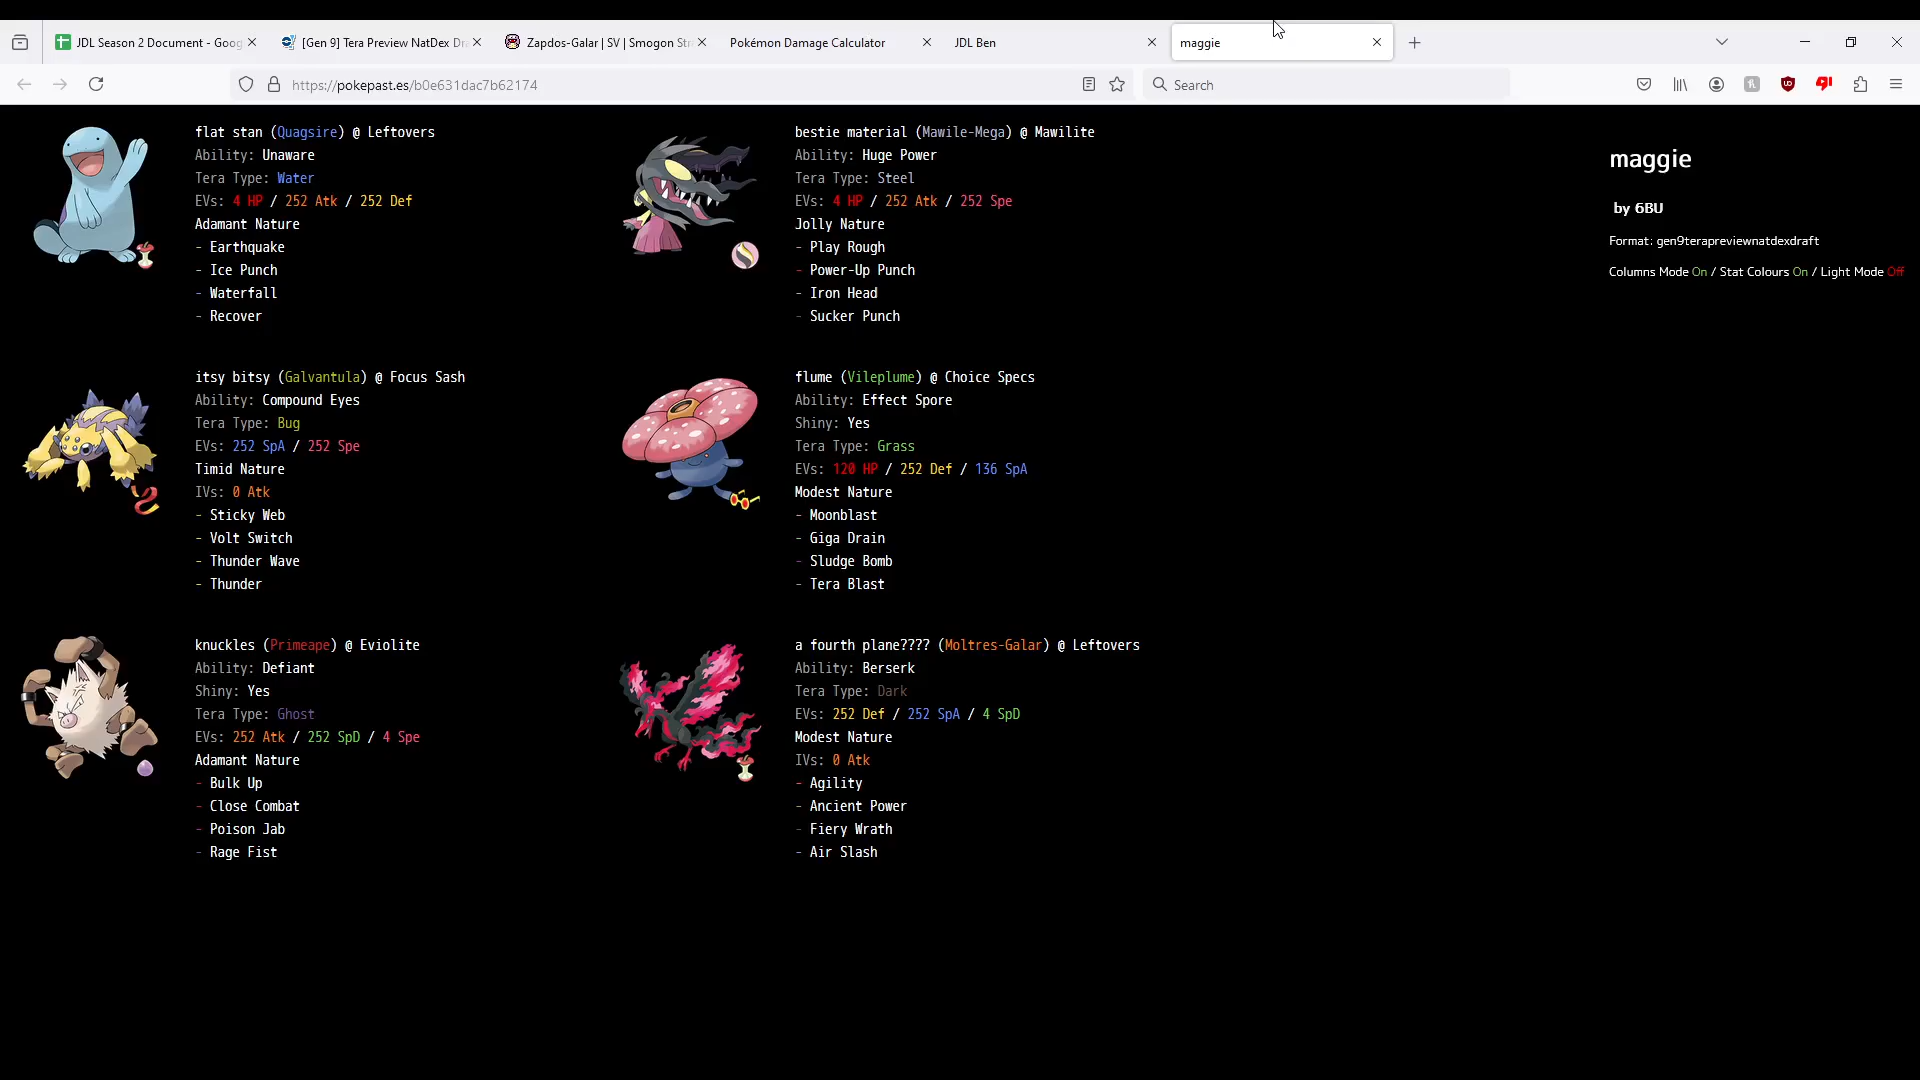 JDL Season 2 Document - Goog
[Gen 9] Tera Preview NatDex Dra
Zapdos-Galar | SV | Smogon Str
Pokémon Damage Calculator
JDL Ben
maggie
https://pokepast.es/b0e631dac7b62174
Search
flat stan (Quagsire) @ Leftovers
Ability: Unaware
Tera Type: Water
EVs: 4 HP / 252 Atk / 252 Def
Adamant Nature
- Earthquake
- Ice Punch
- Waterfall
- Recover
bestie material (Mawile-Mega) @ Mawilite
Ability: Huge Power
Tera Type: Steel
EVs: 4 HP / 252 Atk / 252 Spe
Jolly Nature
- Play Rough
- Power-Up Punch
- Iron Head
- Sucker Punch
itsy bitsy (Galvantula) @ Focus Sash
Ability: Compound Eyes
Tera Type: Bug
EVs: 252 SpA / 252 Spe
Timid Nature
IVs: 0 Atk
- Sticky Web
- Volt Switch
- Thunder Wave
- Thunder
flume (Vileplume) @ Choice Specs
Ability: Effect Spore
Shiny: Yes
Tera Type: Grass
EVs: 120 HP / 252 Def / 136 SpA
Modest Nature
- Moonblast
- Giga Drain
- Sludge Bomb
- Tera Blast
knuckles (Primeape) @ Eviolite
Ability: Defiant
Shiny: Yes
Tera Type: Ghost
EVs: 252 Atk / 252 SpD / 4 Spe
Adamant Nature
- Bulk Up
- Close Combat
- Poison Jab
- Rage Fist
a fourth plane???? (Moltres-Galar) @ Leftovers
Ability: Berserk
Tera Type: Dark
EVs: 252 Def / 252 SpA / 4 SpD
Modest Nature
IVs: 0 Atk
- Agility
- Ancient Power
- Fiery Wrath
- Air Slash
maggie
by 6BU
Format: gen9terapreviewnatdexdraft
Columns Mode On / Stat Colours On / Light Mode Off